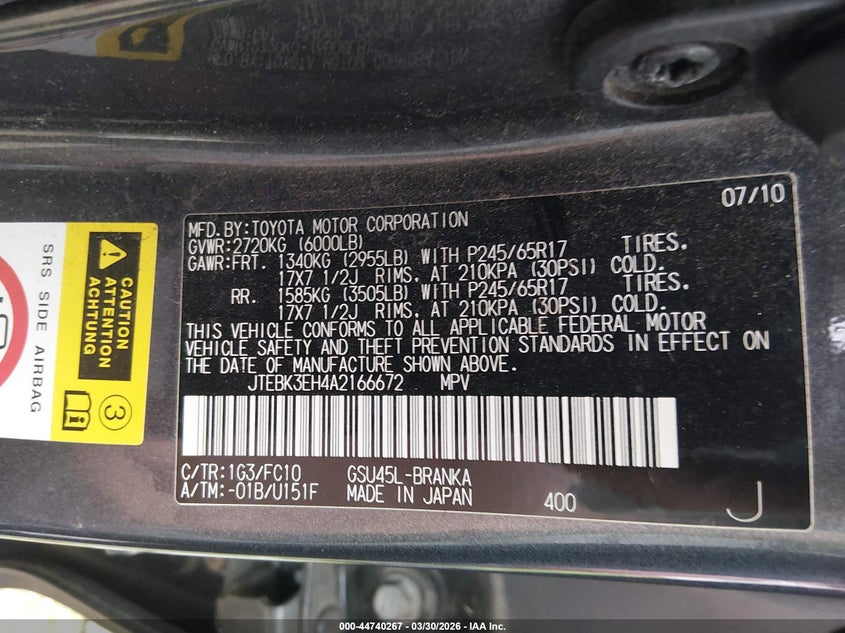 07/10
MFD.BY:TOYOTA MOTOR CORPORATION
GVWR:2720KG (6000LB)
GAWR:FRT. 1340KG (2955LB) WITH P245/65R17 TIRES.
17X7 1/2J RIMS. AT 210KPA (30PSI) COLD.
RR. 1585KG (3505LB) WITH P245/65R17 TIRES.
17X7 1/2J RIMS. AT 210KPA (30PSI) COLD.
THIS VEHICLE CONFORMS TO ALL APPLICABLE FEDERAL MOTOR
VEHICLE SAFETY AND THEFT PREVENTION STANDARDS IN EFFECT ON
THE DATE OF MANUFACTURE SHOWN ABOVE.
JTEBK3EH4A2166672 MPV
C/TR:1G3/FC10 GSU45L-BRANKA
A/TM:-01B/U151F MADE IN JAPAN 400 J
SRS SIDE AIRBAG
CAUTION
ATTENTION
ACHTUNG
3
000-44740267 - 03/30/2026 - IAA Inc.